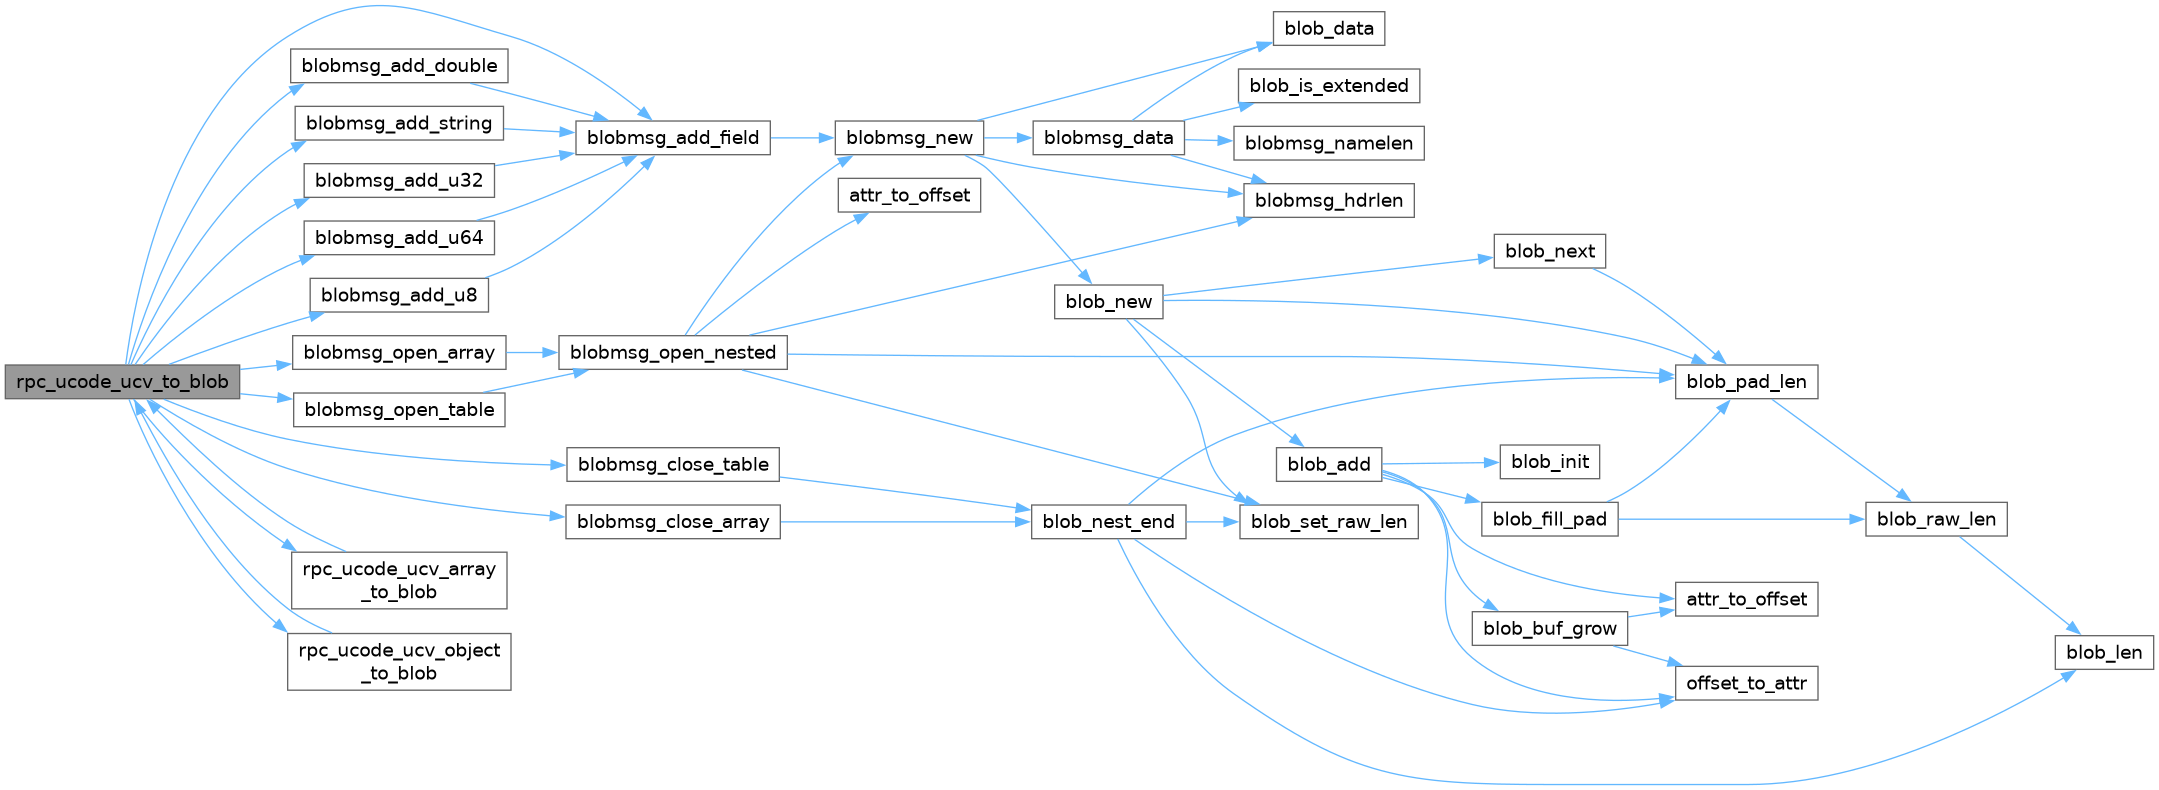 rpc_ucode_ucv_to_blob
blobmsg_add_double
blobmsg_add_string
blobmsg_add_u32
blobmsg_add_u64
blobmsg_add_u8
blobmsg_open_array
blobmsg_open_table
rpc_ucode_ucv_array
_to_blob
rpc_ucode_ucv_object
_to_blob
blobmsg_add_field
blobmsg_open_nested
blobmsg_close_table
blobmsg_close_array
blobmsg_new
attr_to_offset
blobmsg_data
blob_new
blob_nest_end
blob_data
blob_is_extended
blobmsg_namelen
blobmsg_hdrlen
blob_add
blob_set_raw_len
blob_next
blob_init
blob_fill_pad
blob_buf_grow
blob_pad_len
attr_to_offset
offset_to_attr
blob_raw_len
blob_len